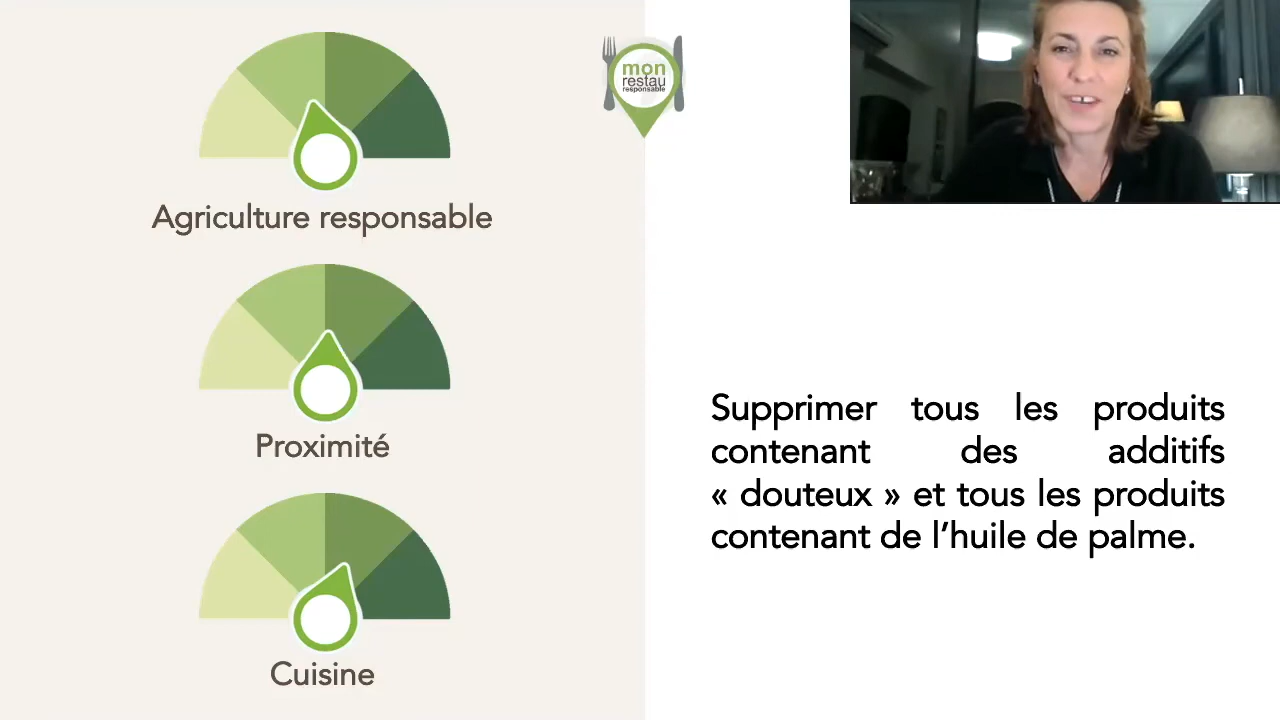 mon
restau
responsable
Agriculture responsable
Proximité
Cuisine
Supprimer tous les produits
contenant des additifs
« douteux » et tous les produits
contenant de l’huile de palme.